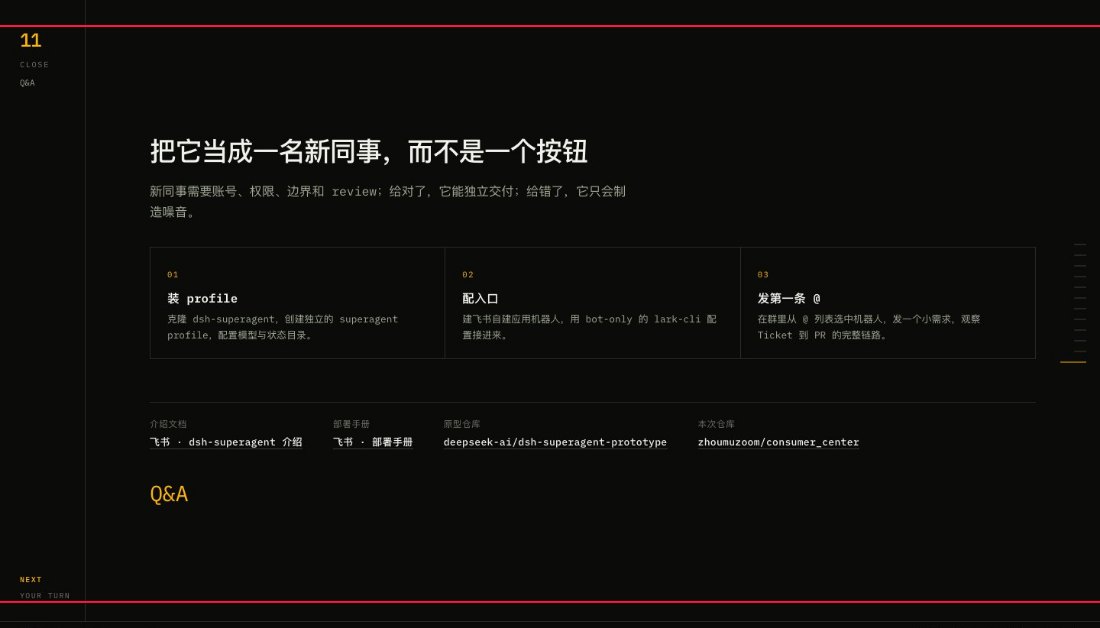 11
CLOSE
Q&A
把它当成一名新同事，而不是一个按钮
新同事需要账号、权限、边界和 review；给对了，它能独立交付；给错了，它只会制
造噪音。
01
装 profile
克隆 dsh-superagent，创建独立的 superagent
profile，配置模型与状态目录。
02
配入口
建飞书自建应用机器人，用 bot-only 的 lark-cli 配
置接进来。
03
发第一条 @
在群里从 @ 列表选中机器人，发一个小需求，观察
Ticket 到 PR 的完整链路。
介绍文档
飞书 · dsh-superagent 介绍
部署手册
飞书 · 部署手册
原型仓库
deepseek-ai/dsh-superagent-prototype
本次仓库
zhoumuzoom/consumer_center
Q&A
NEXT
YOUR TURN